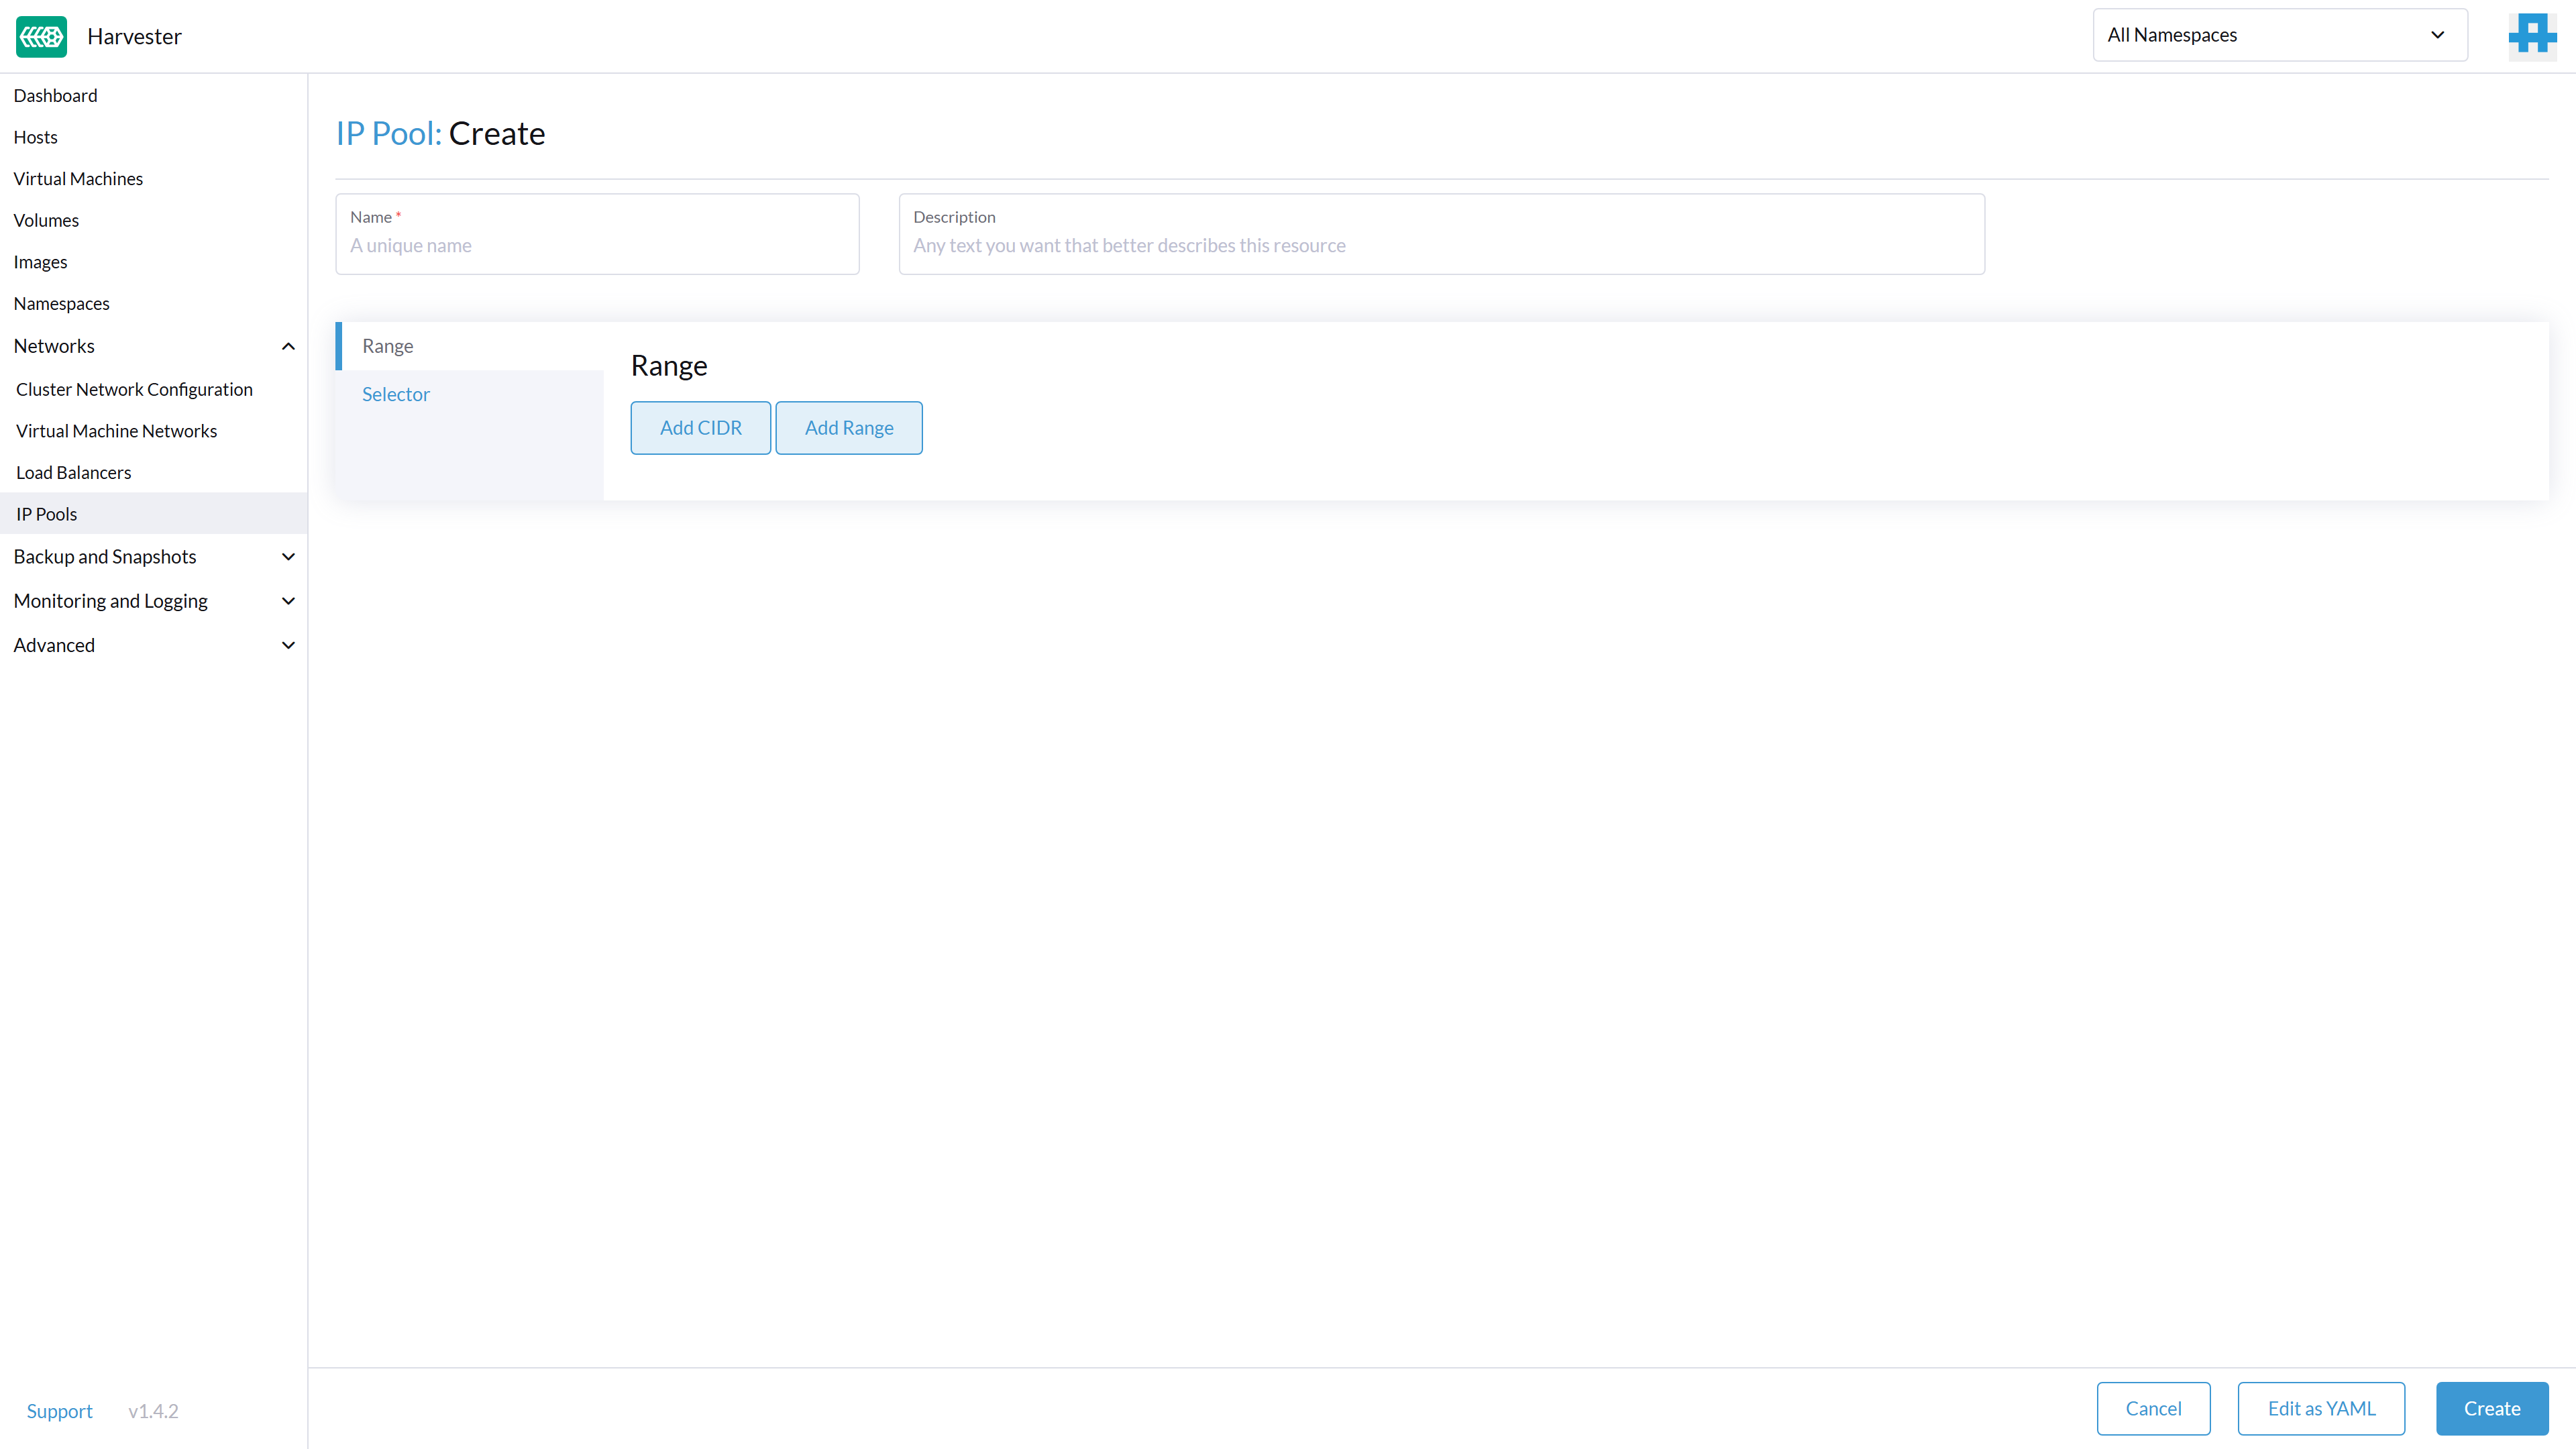 Harvester
All Namespaces
Dashboard
Hosts
Virtual Machines
Volumes
Images
Namespaces
Networks
Cluster Network Configuration
Virtual Machine Networks
Load Balancers
IP Pools
Backup and Snapshots
Monitoring and Logging
Advanced
Support v1.4.2
IP Pool: Create
Name *
A unique name
Description
Any text you want that better describes this resource
Range
Selector
Range
Add CIDR
Add Range
Cancel
Edit as YAML
Create